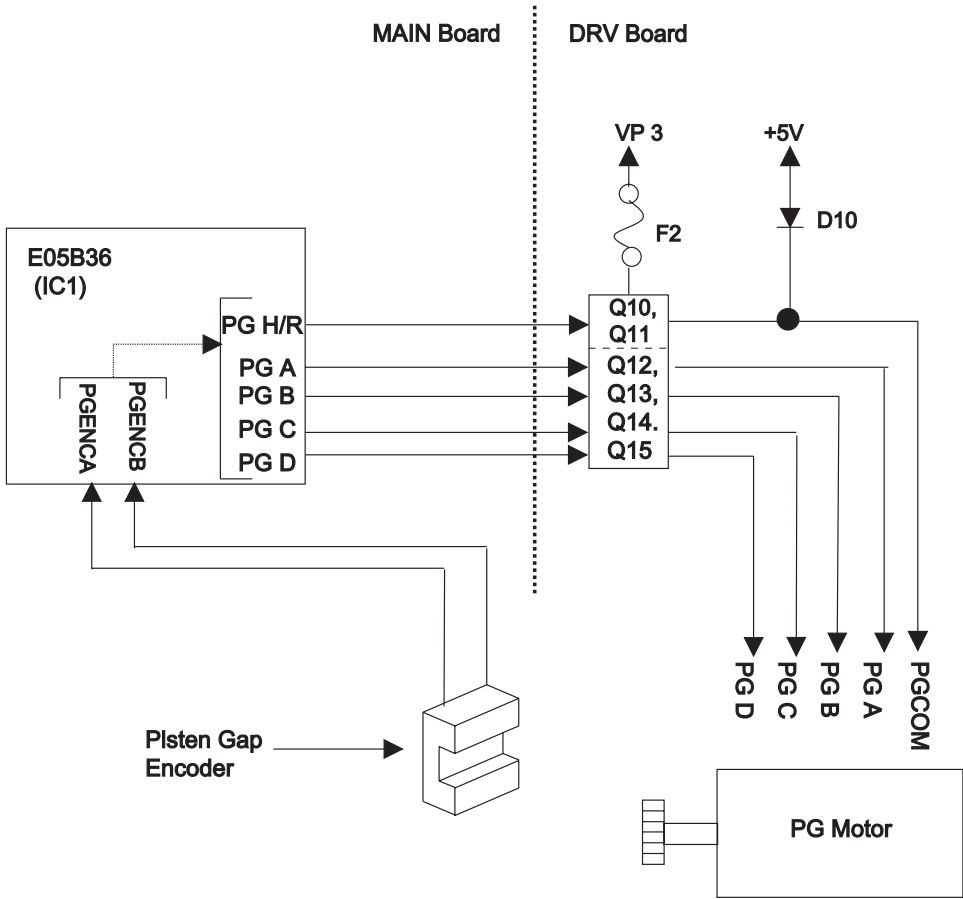 MAIN Board
DRV Board
VP 3
+5V
F2
D10
E05B36
(IC1)
PG H/R
PG A
PG B
PG C
PG D
PGENCA
PGENCB
Q10,
Q11
Q12,
Q13,
Q14.
Q15
PG D
PG C
PG B
PG A
PGCOM
Plsten Gap
Encoder
PG Motor